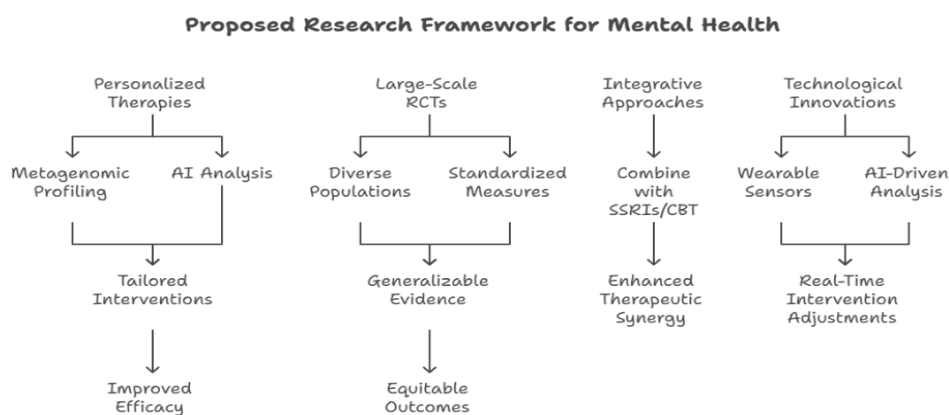 Proposed Research Framework for Mental Health
Personalized
Therapies
Large-Scale
RCTs
Integrative
Approaches
Technological
Innovations
Metagenomic
Profiling
AI Analysis
Diverse
Populations
Standardized
Measures
Combine
with
SSRIs/CBT
Wearable
Sensors
AI-Driven
Analysis
Tailored
Interventions
Generalizable
Evidence
Enhanced
Therapeutic
Synergy
Real-Time
Intervention
Adjustments
Improved
Efficacy
Equitable
Outcomes